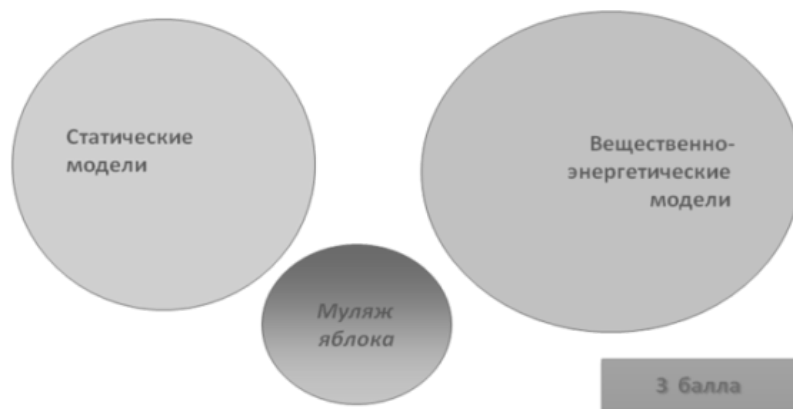 Статические
модели
Вещественно-
энергетические
модели
Муляж
яблока
3 балла